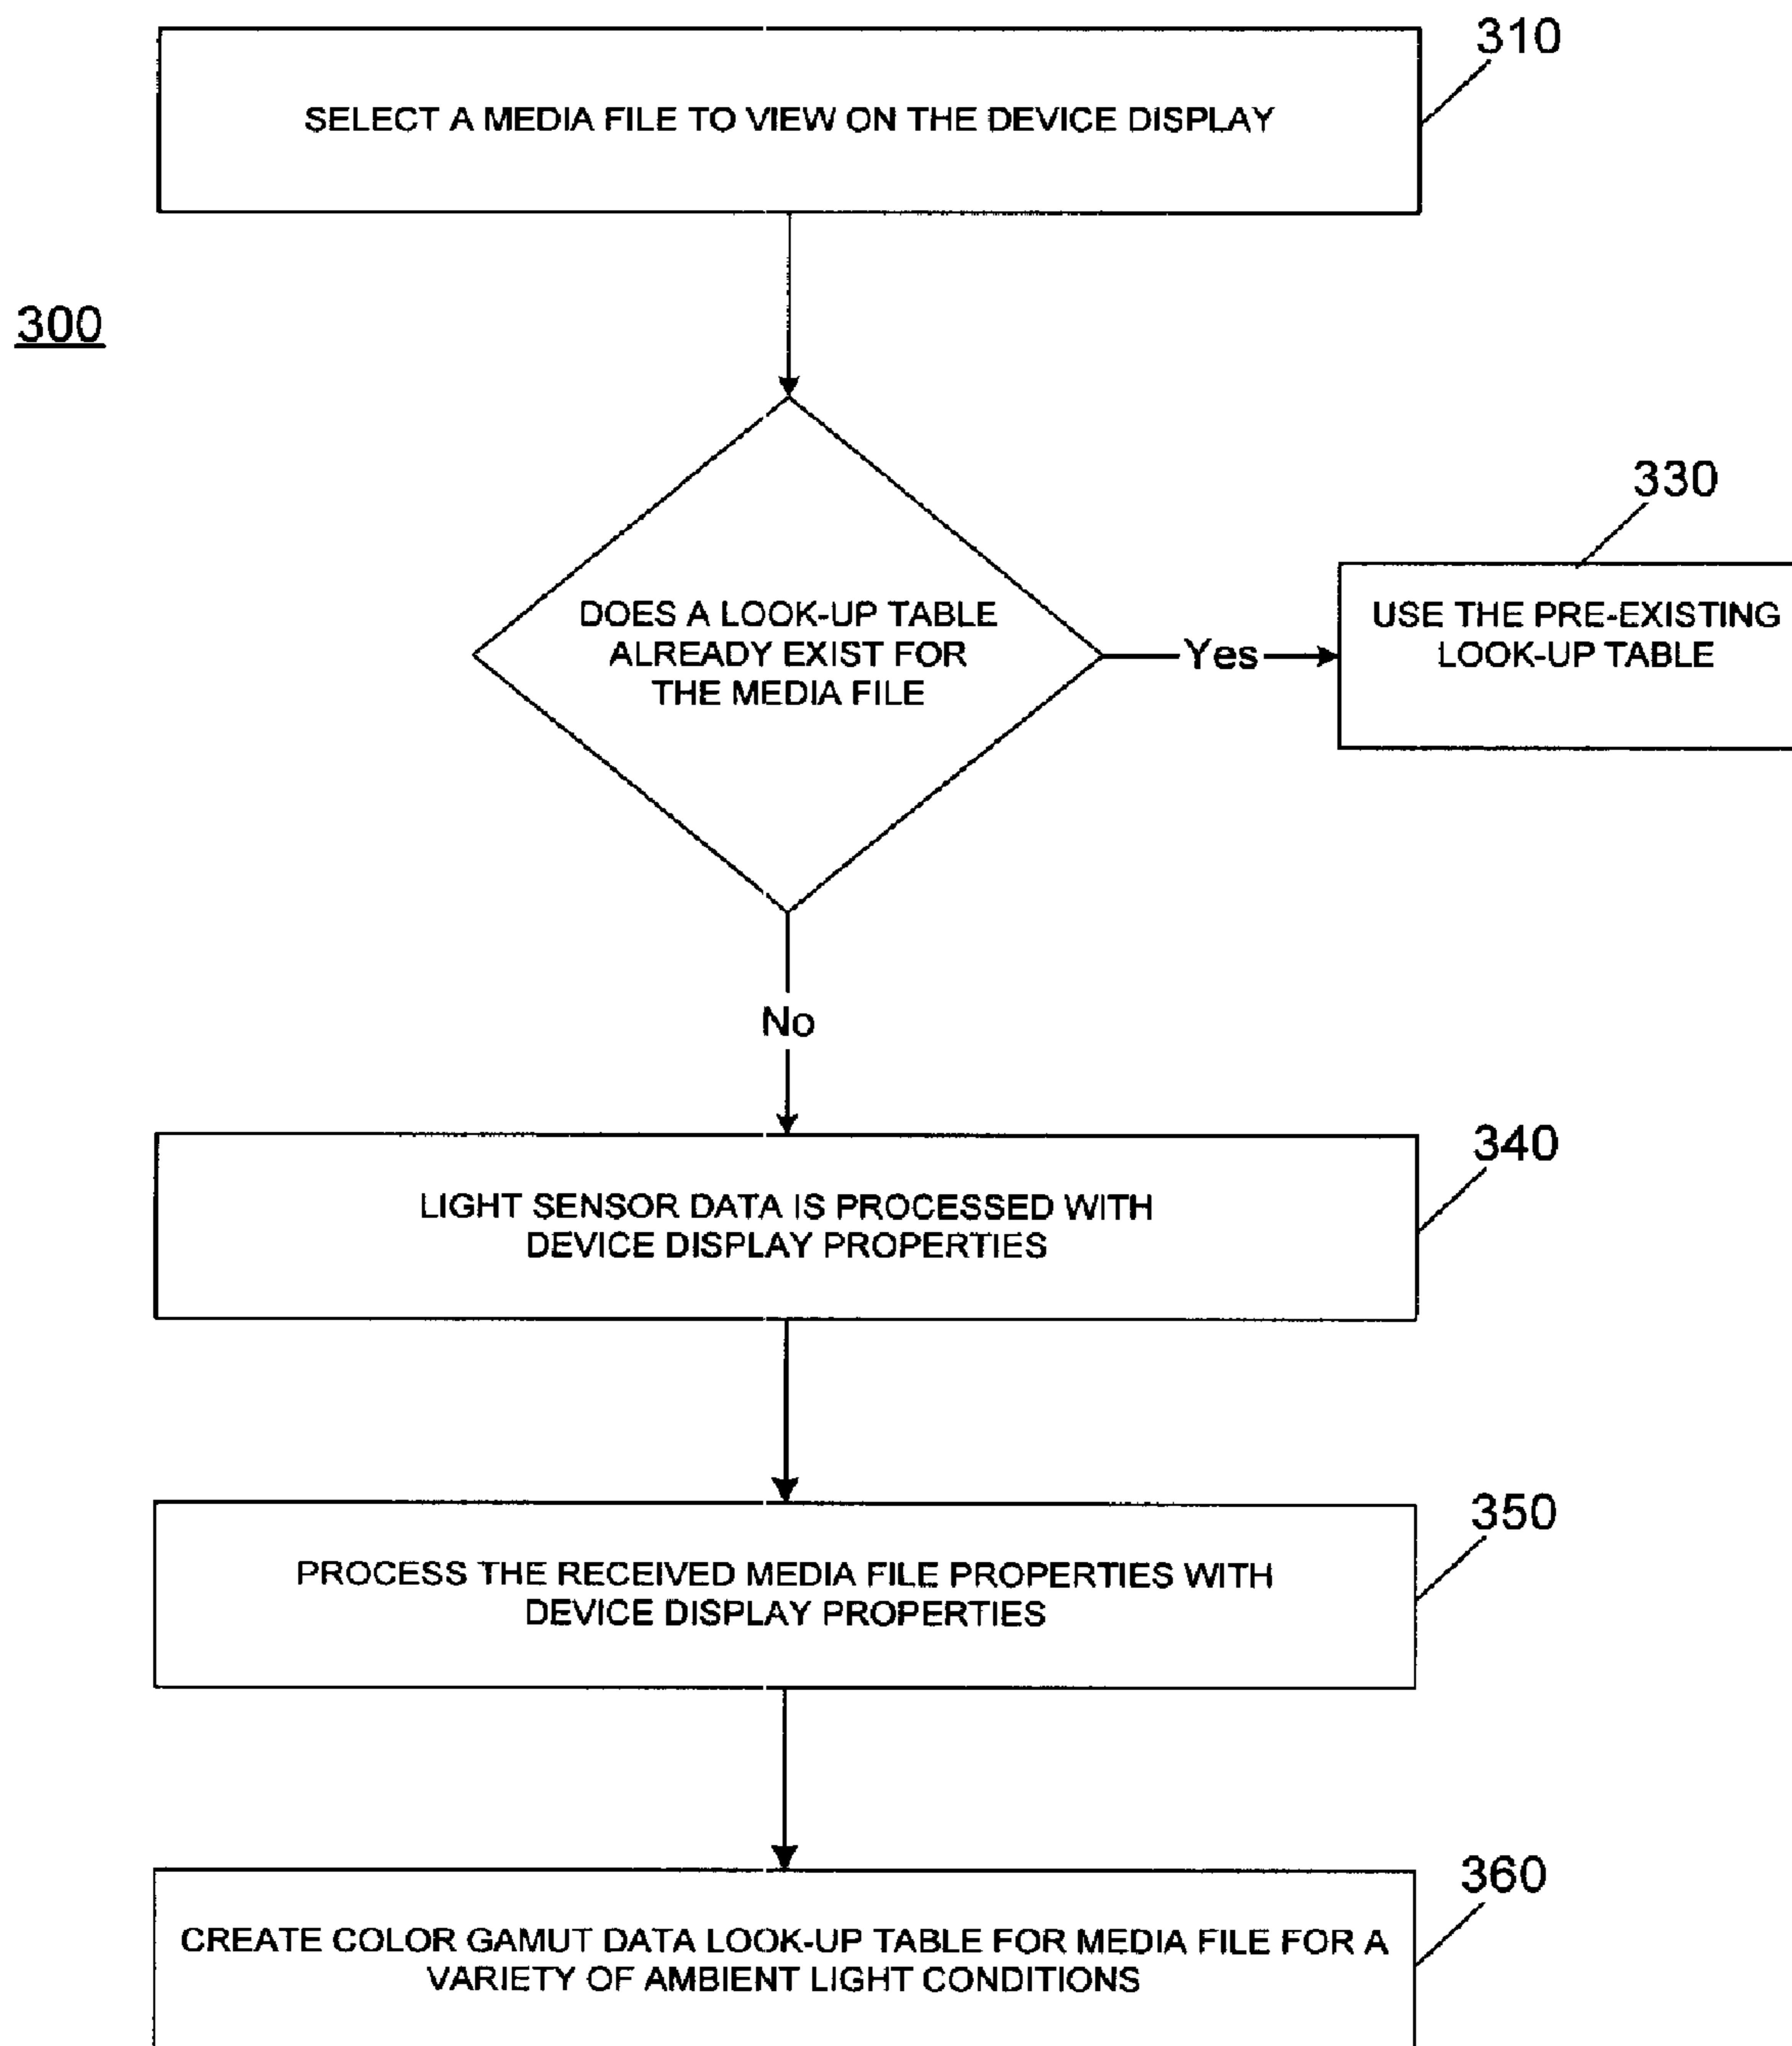 310
SELECT A MEDIA FILE TO VIEW ON THE DEVICE DISPLAY
300
DOES A LOOK-UP TABLE
ALREADY EXIST FOR
THE MEDIA FILE
Yes
330
USE THE PRE-EXISTING
LOOK-UP TABLE
No
340
LIGHT SENSOR DATA IS PROCESSED WITH
DEVICE DISPLAY PROPERTIES
350
PROCESS THE RECEIVED MEDIA FILE PROPERTIES WITH
DEVICE DISPLAY PROPERTIES
360
CREATE COLOR GAMUT DATA LOOK-UP TABLE FOR MEDIA FILE FOR A
VARIETY OF AMBIENT LIGHT CONDITIONS